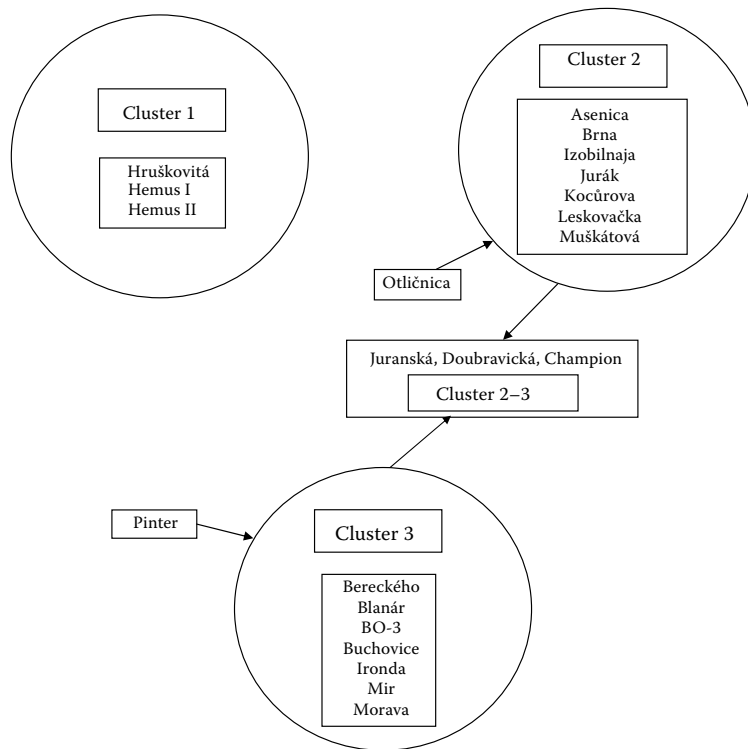 Cluster 1
Hruškovitá
Hemus I
Hemus II
Cluster 2
Asenica
Brna
Izobilnaja
Jurák
Kocůrova
Leskovačka
Muškátová
Otličnica
Juranská, Doubravická, Champion
Cluster 2–3
Pinter
Cluster 3
Bereckého
Blanár
BO-3
Buchovice
Ironda
Mir
Morava